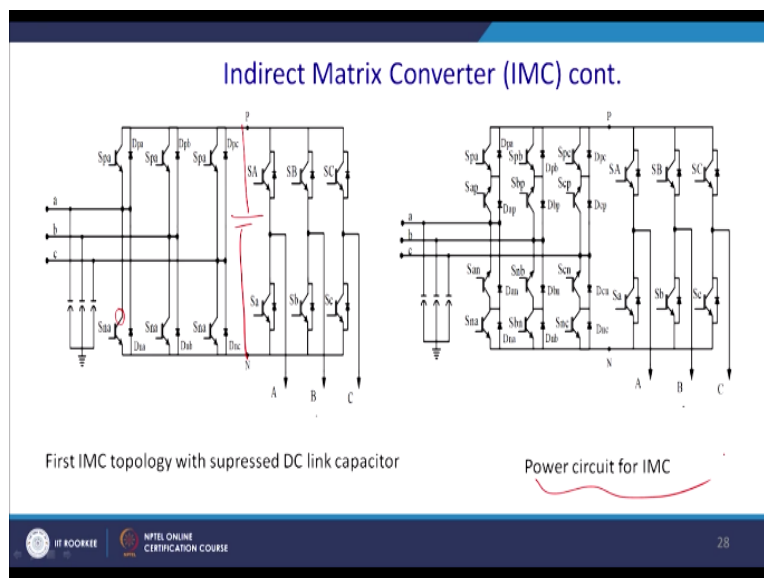 Indirect Matrix Converter (IMC) cont.
P
Dpa Dpb Dpc
Spa Spa Spa
SA SB SC
a
b
c
Sna Sna Sna
Dna Dnb Dnc
Sa Sb Sc
N
A B C
First IMC topology with supressed DC link capacitor
P
Dpa
Spa Spb Spc
Dpb Dpc
SA SB SC
Sap Sbp Scp
Dap Dbp Dcp
a
b
c
San Snb Scn
Dan Dbn Dcn
Sa Sb Sc
Sna Sbn Snc
Dna Dnb Dnc
N
A B C
Power circuit for IMC
IIT ROORKEE
NPTEL ONLINE
CERTIFICATION COURSE
28